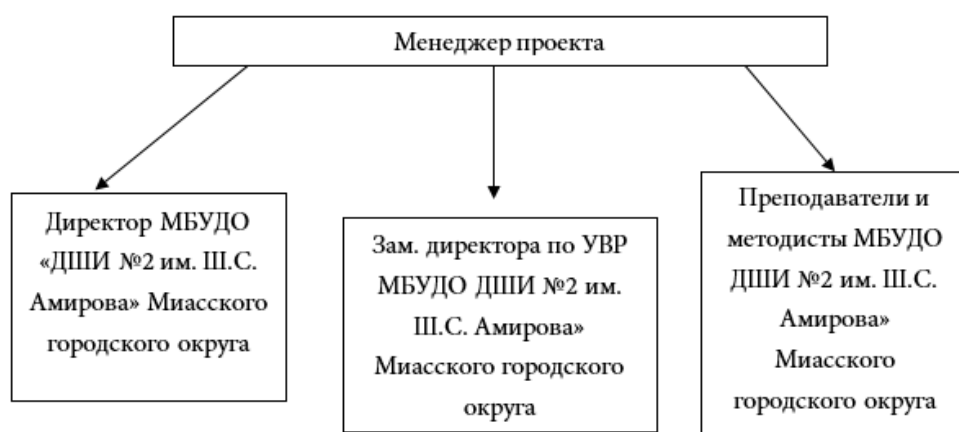 Менеджер проекта
Директор МБУДО
«ДШИ №2 им. Ш.С.
Амирова» Миасского
городского округа
Зам. директора по УВР
МБУДО ДШИ №2 им.
Ш.С. Амирова»
Миасского городского
округа
Преподаватели и
методисты МБУДО
ДШИ №2 им. Ш.С.
Амирова»
Миасского
городского округа